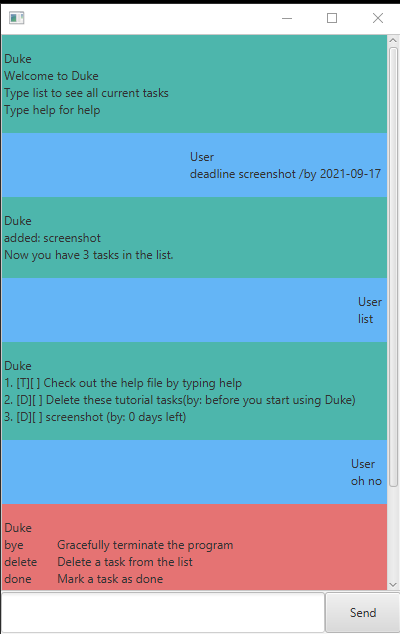 Duke
Welcome to Duke
Type list to see all current tasks
Type help for help
User
deadline screenshot /by 2021-09-17
Duke
added: screenshot
Now you have 3 tasks in the list.
User
list
Duke
1. [T][ ] Check out the help file by typing help
2. [D][ ] Delete these tutorial tasks(by: before you start using Duke)
3. [D][ ] screenshot (by: 0 days left)
User
oh no
Duke
bye Gracefully terminate the program
delete Delete a task from the list
done Mark a task as done
Send